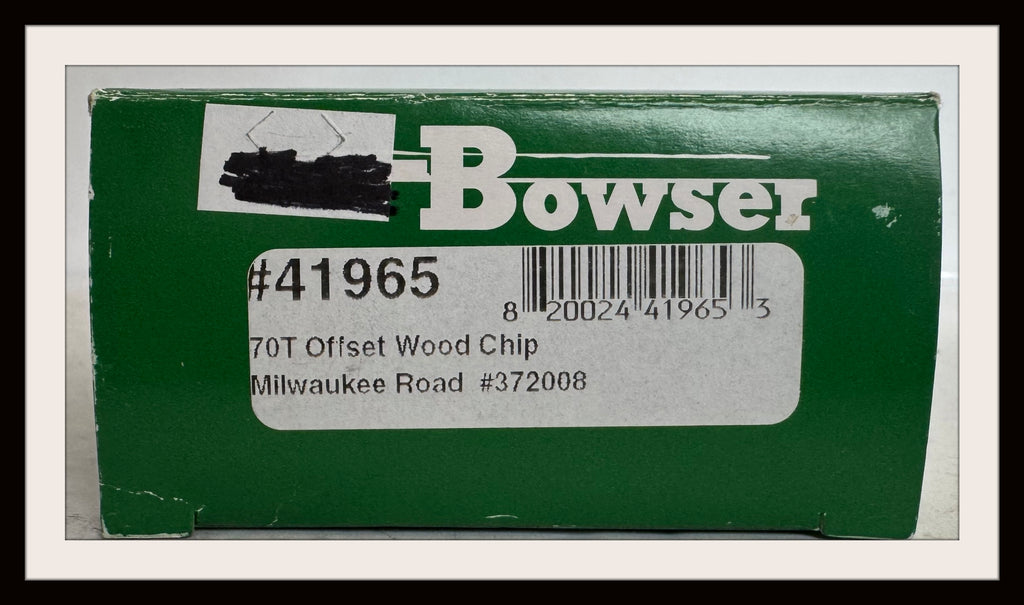 Bowser
#41965
8 20024 41965 3
70T Offset Wood Chip
Milwaukee Road #372008